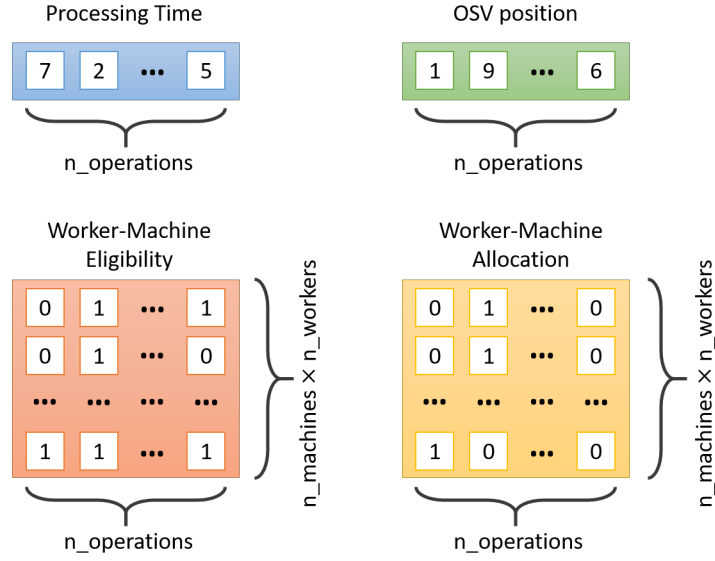 Processing Time
7 2 ... 5
n_operations
OSV position
1 9 ... 6
n_operations
Worker-Machine
Eligibility
0 1 ... 1
0 1 ... 0
... ... ... ...
1 1 ... 1
n_operations
n_machines × n_workers
Worker-Machine
Allocation
0 1 ... 0
0 1 ... 0
... ... ... ...
1 0 ... 0
n_operations
n_machines × n_workers